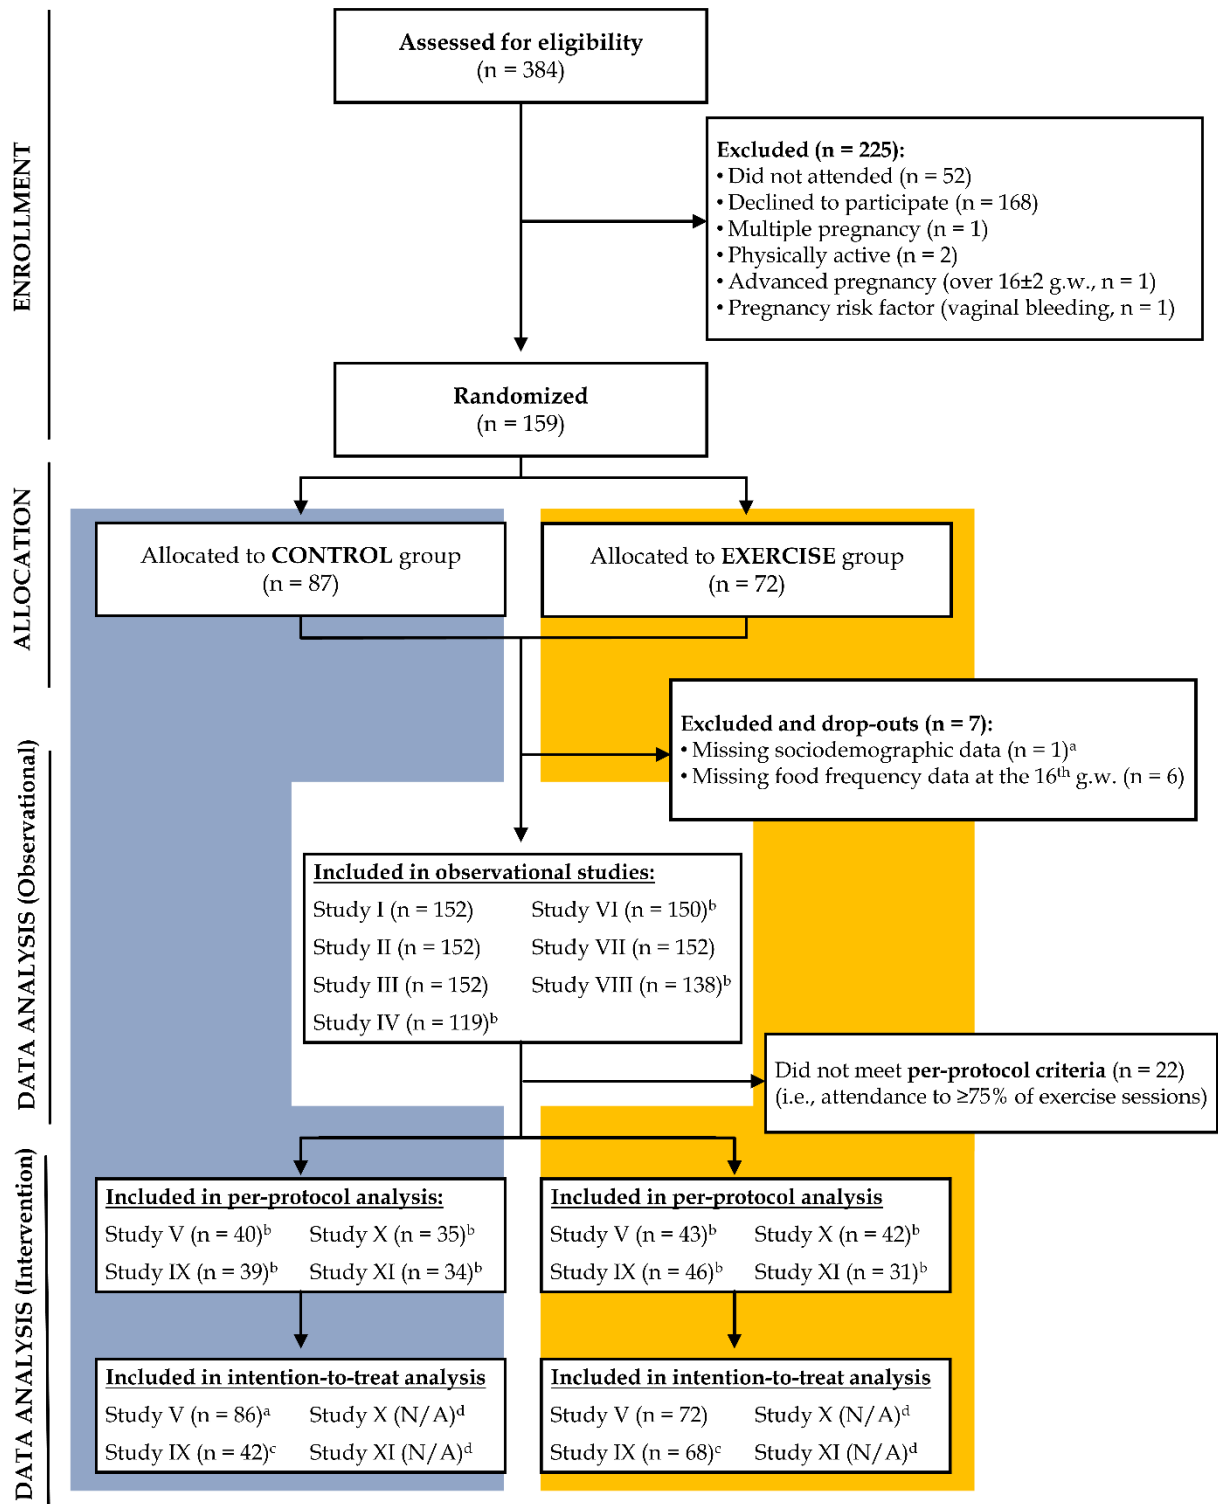 ENROLLMENT
Assessed for eligibility
(n = 384)
Excluded (n = 225):
• Did not attended (n = 52)
• Declined to participate (n = 168)
• Multiple pregnancy (n = 1)
• Physically active (n = 2)
• Advanced pregnancy (over 16±2 g.w., n = 1)
• Pregnancy risk factor (vaginal bleeding, n = 1)
Randomized
(n = 159)
ALLOCATION
Allocated to CONTROL group
(n = 87)
Allocated to EXERCISE group
(n = 72)
DATA ANALYSIS (Observational)
Excluded and drop-outs (n = 7):
• Missing sociodemographic data (n = 1)ᵃ
• Missing food frequency data at the 16ᵗʰ g.w. (n = 6)
Included in observational studies:
Study I (n = 152) Study VI (n = 150)ᵇ
Study II (n = 152) Study VII (n = 152)
Study III (n = 152) Study VIII (n = 138)ᵇ
Study IV (n = 119)ᵇ
Did not meet per-protocol criteria (n = 22)
(i.e., attendance to ≥75% of exercise sessions)
DATA ANALYSIS (Intervention)
Included in per-protocol analysis:
Study V (n = 40)ᵇ Study X (n = 35)ᵇ
Study IX (n = 39)ᵇ Study XI (n = 34)ᵇ
Included in per-protocol analysis
Study V (n = 43)ᵇ Study X (n = 42)ᵇ
Study IX (n = 46)ᵇ Study XI (n = 31)ᵇ
Included in intention-to-treat analysis
Study V (n = 86)ᵃ Study X (N/A)ᵈ
Study IX (n = 42)ᶜ Study XI (N/A)ᵈ
Included in intention-to-treat analysis
Study V (n = 72) Study X (N/A)ᵈ
Study IX (n = 68)ᶜ Study XI (N/A)ᵈ